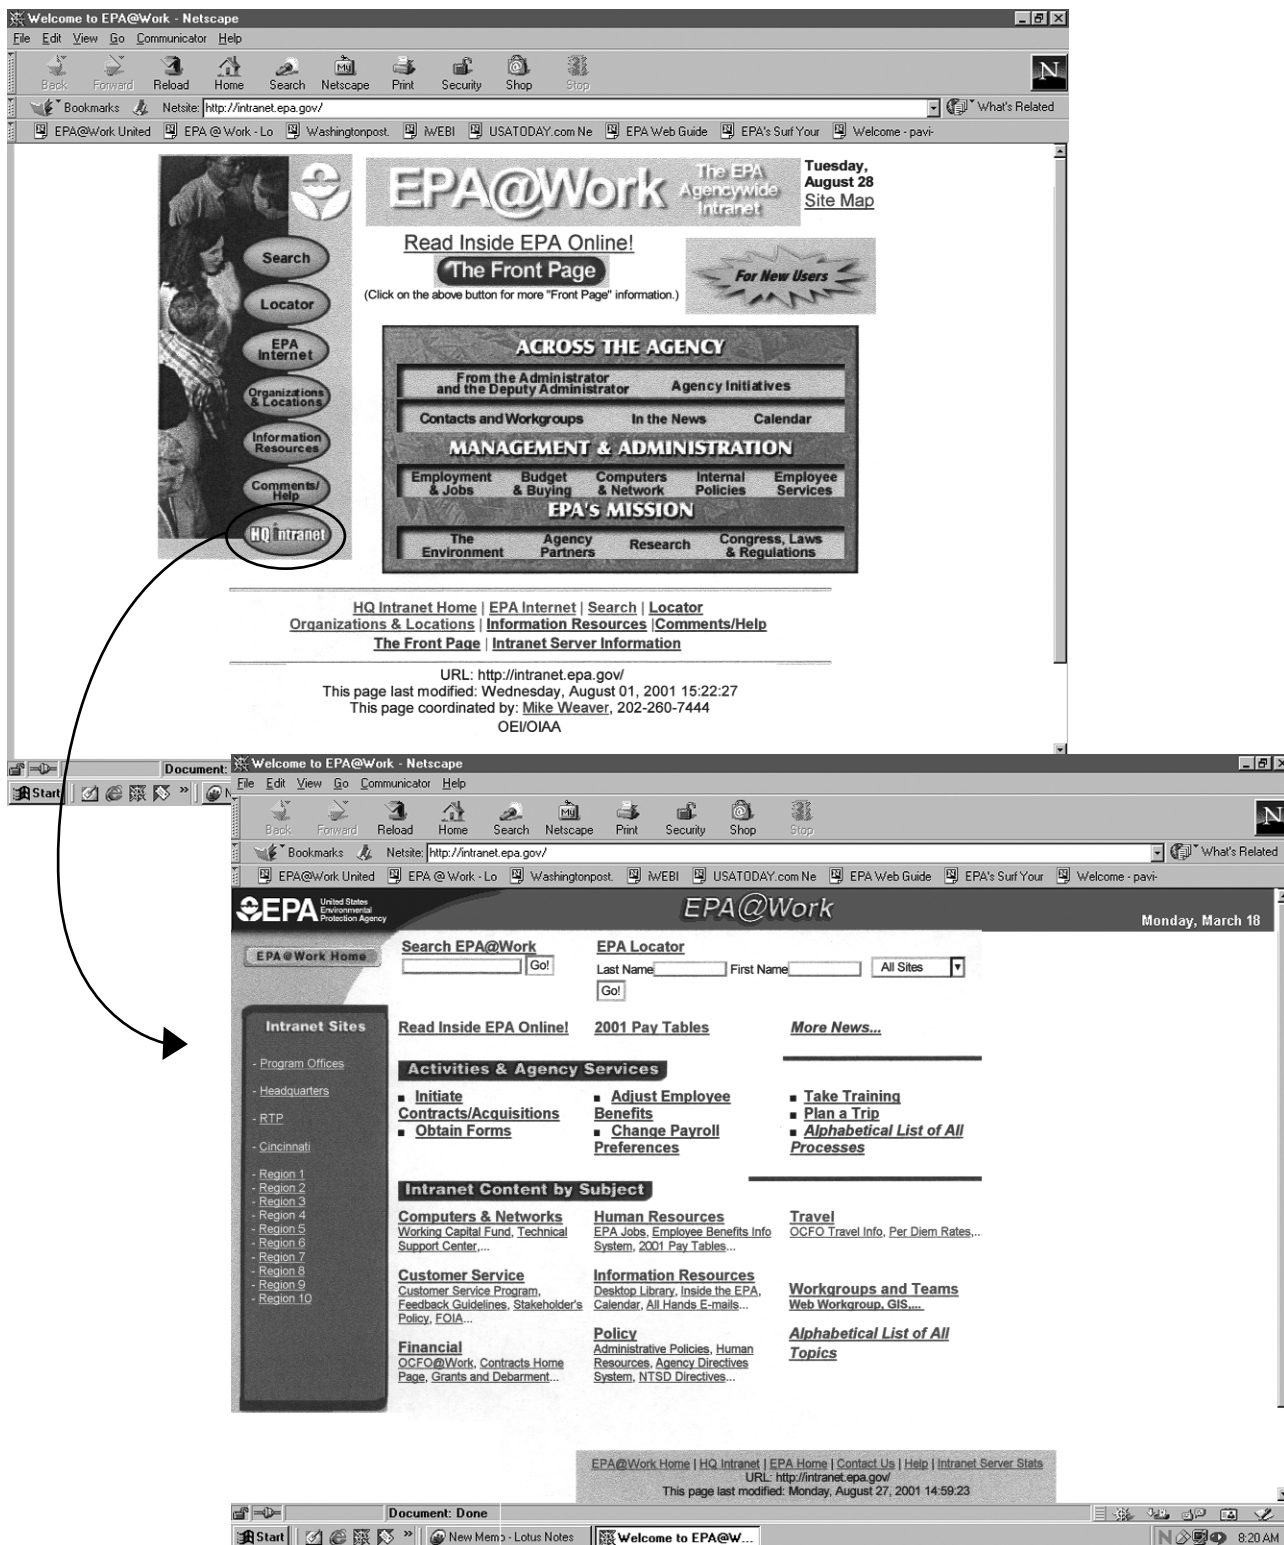 Welcome to EPA@Work - Netscape
File Edit View Go Communicator Help
Back Forward Reload Home Search Netscape Print Security Shop Stop
My
N
Bookmarks Netsite: http://intranet.epa.gov/ What's Related
EPA@Work United EPA @ Work - Lo Washingtonpost. iWEBI USATODAY.com Ne EPA Web Guide EPA's Surf Your Welcome - pavi-
EPA@Work The EPA Agencywide Intranet
Tuesday,
August 28
Site Map
Search
Locator
EPA Internet
Organizations & Locations
Information Resources
Comments/ Help
HQ intranet
Read Inside EPA Online!
The Front Page
(Click on the above button for more "Front Page" information.)
For New Users
ACROSS THE AGENCY
From the Administrator and the Deputy Administrator Agency Initiatives
Contacts and Workgroups In the News Calendar
MANAGEMENT & ADMINISTRATION
Employment & Jobs Budget & Buying Computers & Network Internal Policies Employee Services
EPA'S MISSION
The Environment Agency Partners Research Congress, Laws & Regulations
HQ Intranet Home | EPA Internet | Search | Locator
Organizations & Locations | Information Resources |Comments/Help
The Front Page | Intranet Server Information
URL: http://intranet.epa.gov/
This page last modified: Wednesday, August 01, 2001 15:22:27
This page coordinated by: Mike Weaver, 202-260-7444
OEI/OIAA
Document:
Start N
Welcome to EPA@Work - Netscape
File Edit View Go Communicator Help
Back Forward Reload Home Search Netscape Print Security Shop Stop
My
N
Bookmarks Netsite: http://intranet.epa.gov/ What's Related
EPA@Work United EPA @ Work - Lo Washingtonpost. iWEBI USATODAY.com Ne EPA Web Guide EPA's Surf Your Welcome - pavi-
EPA United States
Environmental
Protection Agency
EPA@Work
Monday, March 18
EPA@Work Home
Search EPA@Work
Go!
EPA Locator
Last Name First Name All Sites
Go!
Intranet Sites
- Program Offices
- Headquarters
- RTP
- Cincinnati
- Region 1
- Region 2
- Region 3
- Region 4
- Region 5
- Region 6
- Region 7
- Region 8
- Region 9
- Region 10
Read Inside EPA Online! 2001 Pay Tables More News...
Activities & Agency Services
Initiate
Contracts/Acquisitions
Obtain Forms
Adjust Employee
Benefits
Change Payroll
Preferences
Take Training
Plan a Trip
Alphabetical List of All
Processes
Intranet Content by Subject
Computers & Networks
Working Capital Fund, Technical
Support Center,...
Customer Service
Customer Service Program,
Feedback Guidelines, Stakeholder's
Policy, FOIA...
Financial
OCFO@Work, Contracts Home
Page, Grants and Debarment...
Human Resources
EPA Jobs, Employee Benefits Info
System, 2001 Pay Tables...
Information Resources
Desktop Library, Inside the EPA,
Calendar, All Hands E-mails...
Policy
Administrative Policies, Human
Resources, Agency Directives
System, NTSD Directives...
Travel
OCFO Travel Info, Per Diem Rates,...
Workgroups and Teams
Web Workgroup, GIS,...
Alphabetical List of All
Topics
EPA@Work Home | HQ Intranet | EPA Home | Contact Us | Help | Intranet Server Stats
URL: http://intranet.epa.gov/
This page last modified: Monday, August 27, 2001 14:59:23
Document: Done
Start New Memo - Lotus Notes Welcome to EPA@W... 8:20 AM